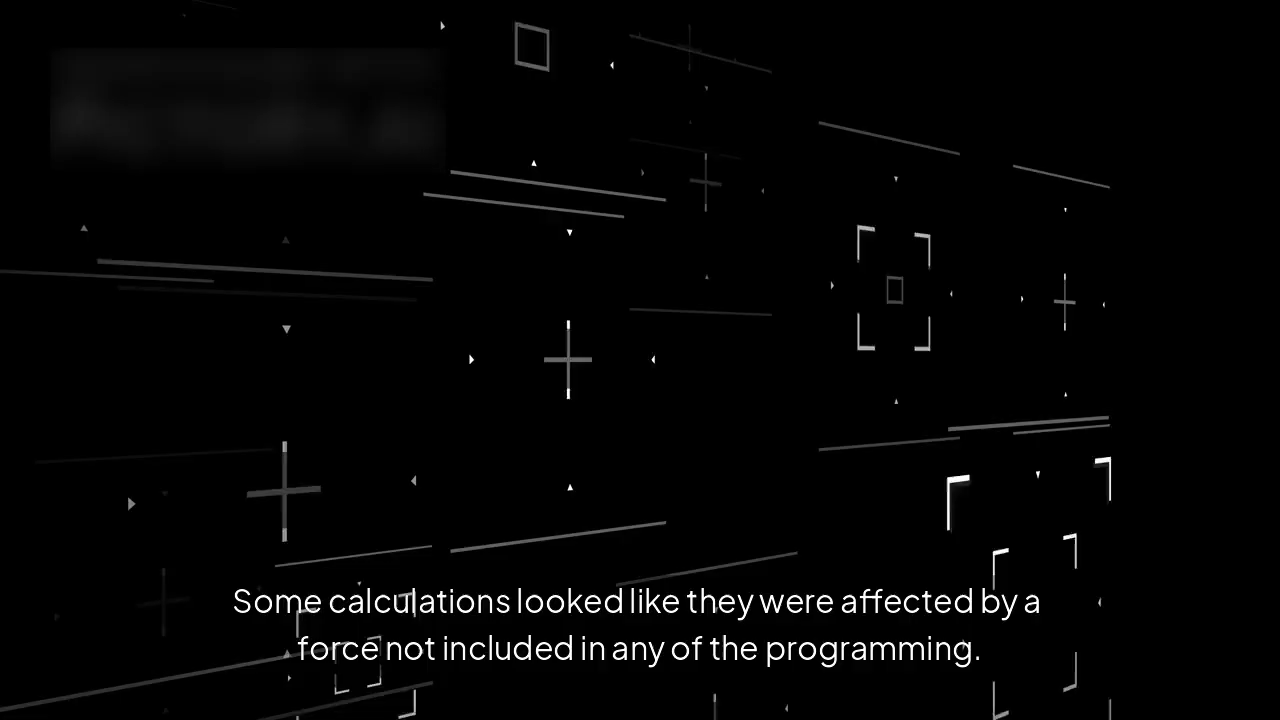 Some calculations looked like they were affected by a
force not included in any of the programming.